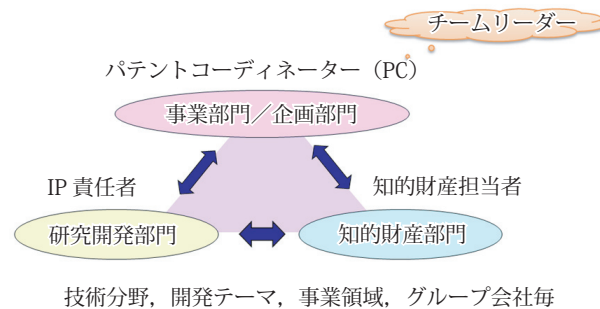 チームリーダー
パテントコーディネーター（PC）
事業部門／企画部門
IP 責任者
知的財産担当者
研究開発部門
知的財産部門
技術分野，開発テーマ，事業領域，グループ会社毎